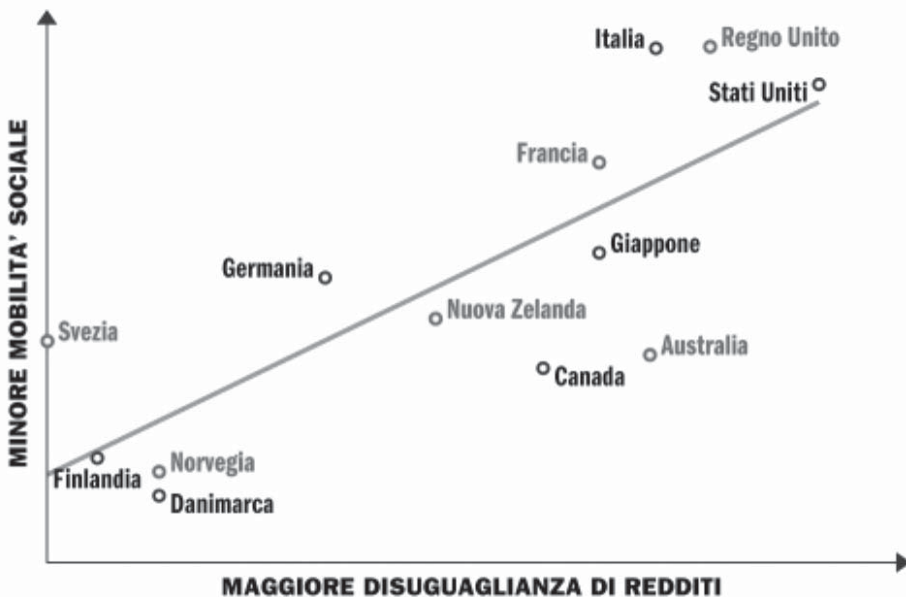 MINORE MOBILITA' SOCIALE
Italia
Regno Unito
Stati Uniti
Francia
Giappone
Germania
Nuova Zelanda
Svezia
Australia
Canada
Norvegia
Finlandia
Danimarca
MAGGIORE DISUGUAGLIANZA DI REDDITI